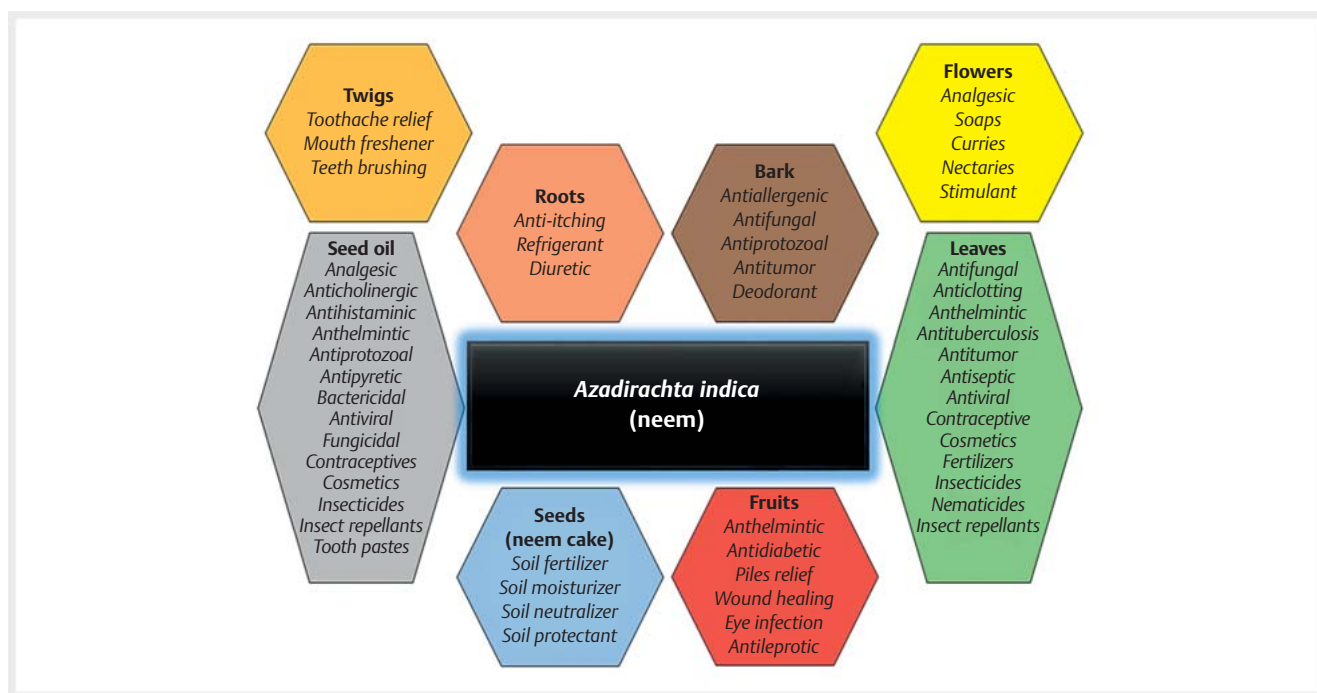 Twigs
Toothache relief
Mouth freshener
Teeth brushing
Roots
Anti-itching
Refrigerant
Diuretic
Bark
Antiallergenic
Antifungal
Antiprotozoal
Antitumor
Deodorant
Flowers
Analgesic
Soaps
Curries
Nectaries
Stimulant
Seed oil
Analgesic
Anticholinergic
Antihistaminic
Anthelmintic
Antiprotozoal
Antipyretic
Bactericidal
Antiviral
Fungicidal
Contraceptives
Cosmetics
Insecticides
Insect repellants
Tooth pastes
Azadirachta indica
(neem)
Leaves
Antifungal
Anticlotting
Anthelmintic
Antituberculosis
Antitumor
Antiseptic
Antiviral
Contraceptive
Cosmetics
Fertilizers
Insecticides
Nematicides
Insect repellants
Seeds
(neem cake)
Soil fertilizer
Soil moisturizer
Soil neutralizer
Soil protectant
Fruits
Anthelmintic
Antidiabetic
Piles relief
Wound healing
Eye infection
Antileprotic